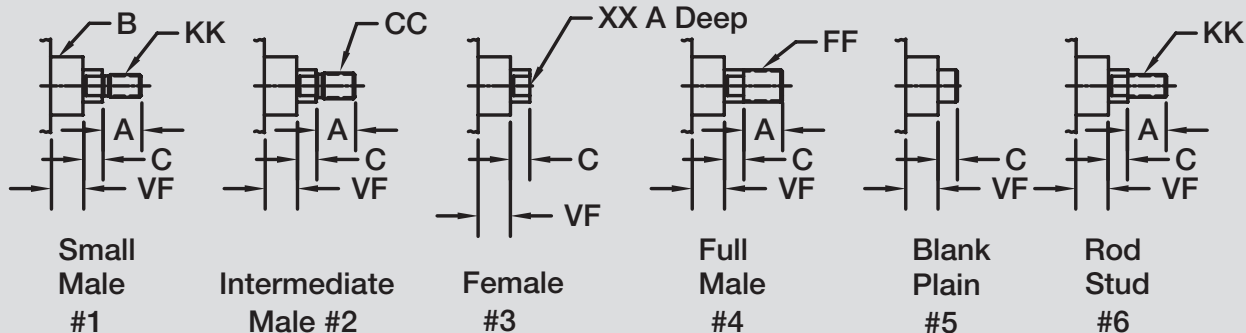 B
KK
A
C
VF
Small
Male
#1
CC
A
C
VF
Intermediate
Male #2
XX A Deep
C
VF
Female
#3
FF
A
C
VF
Full
Male
#4
C
VF
Blank
Plain
#5
KK
A
C
VF
Rod
Stud
#6